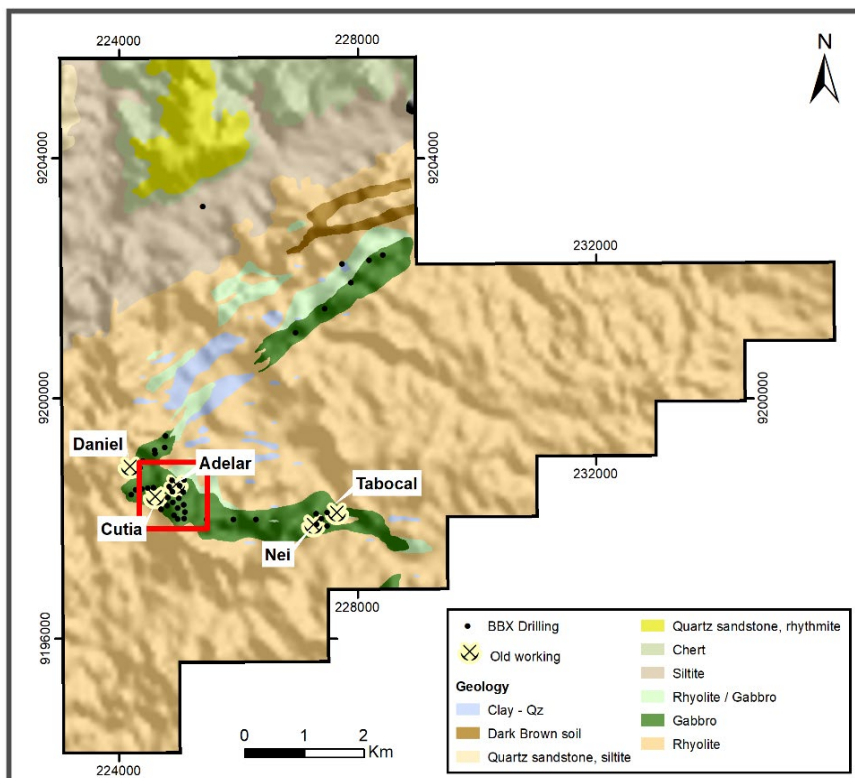 224000
228000
N
9204000
9204000
232000
9200000
9200000
Daniel
Adelar
232000
Tabocal
Cutia
Nei
228000
9196000
224000
0 1 2
Km
BBX Drilling
Old working
Geology
Clay - Qz
Dark Brown soil
Quartz sandstone, siltite
Quartz sandstone, rhythmite
Chert
Siltite
Rhyolite / Gabbro
Gabbro
Rhyolite